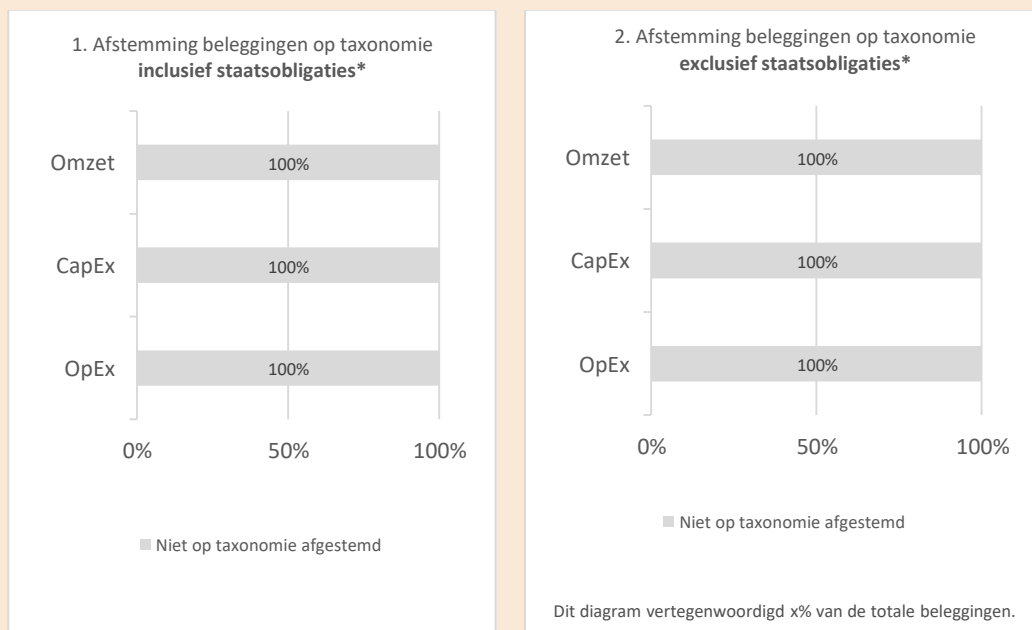 1. Afstemming beleggingen op taxonomie
inclusief staatsobligaties*
Omzet
100%
CapEx
100%
OpEx
100%
0%
50%
100%
Niet op taxonomie afgestemd
2. Afstemming beleggingen op taxonomie
exclusief staatsobligaties*
Omzet
100%
CapEx
100%
OpEx
100%
0%
50%
100%
Niet op taxonomie afgestemd
Dit diagram vertegenwoordigd x% van de totale beleggingen.